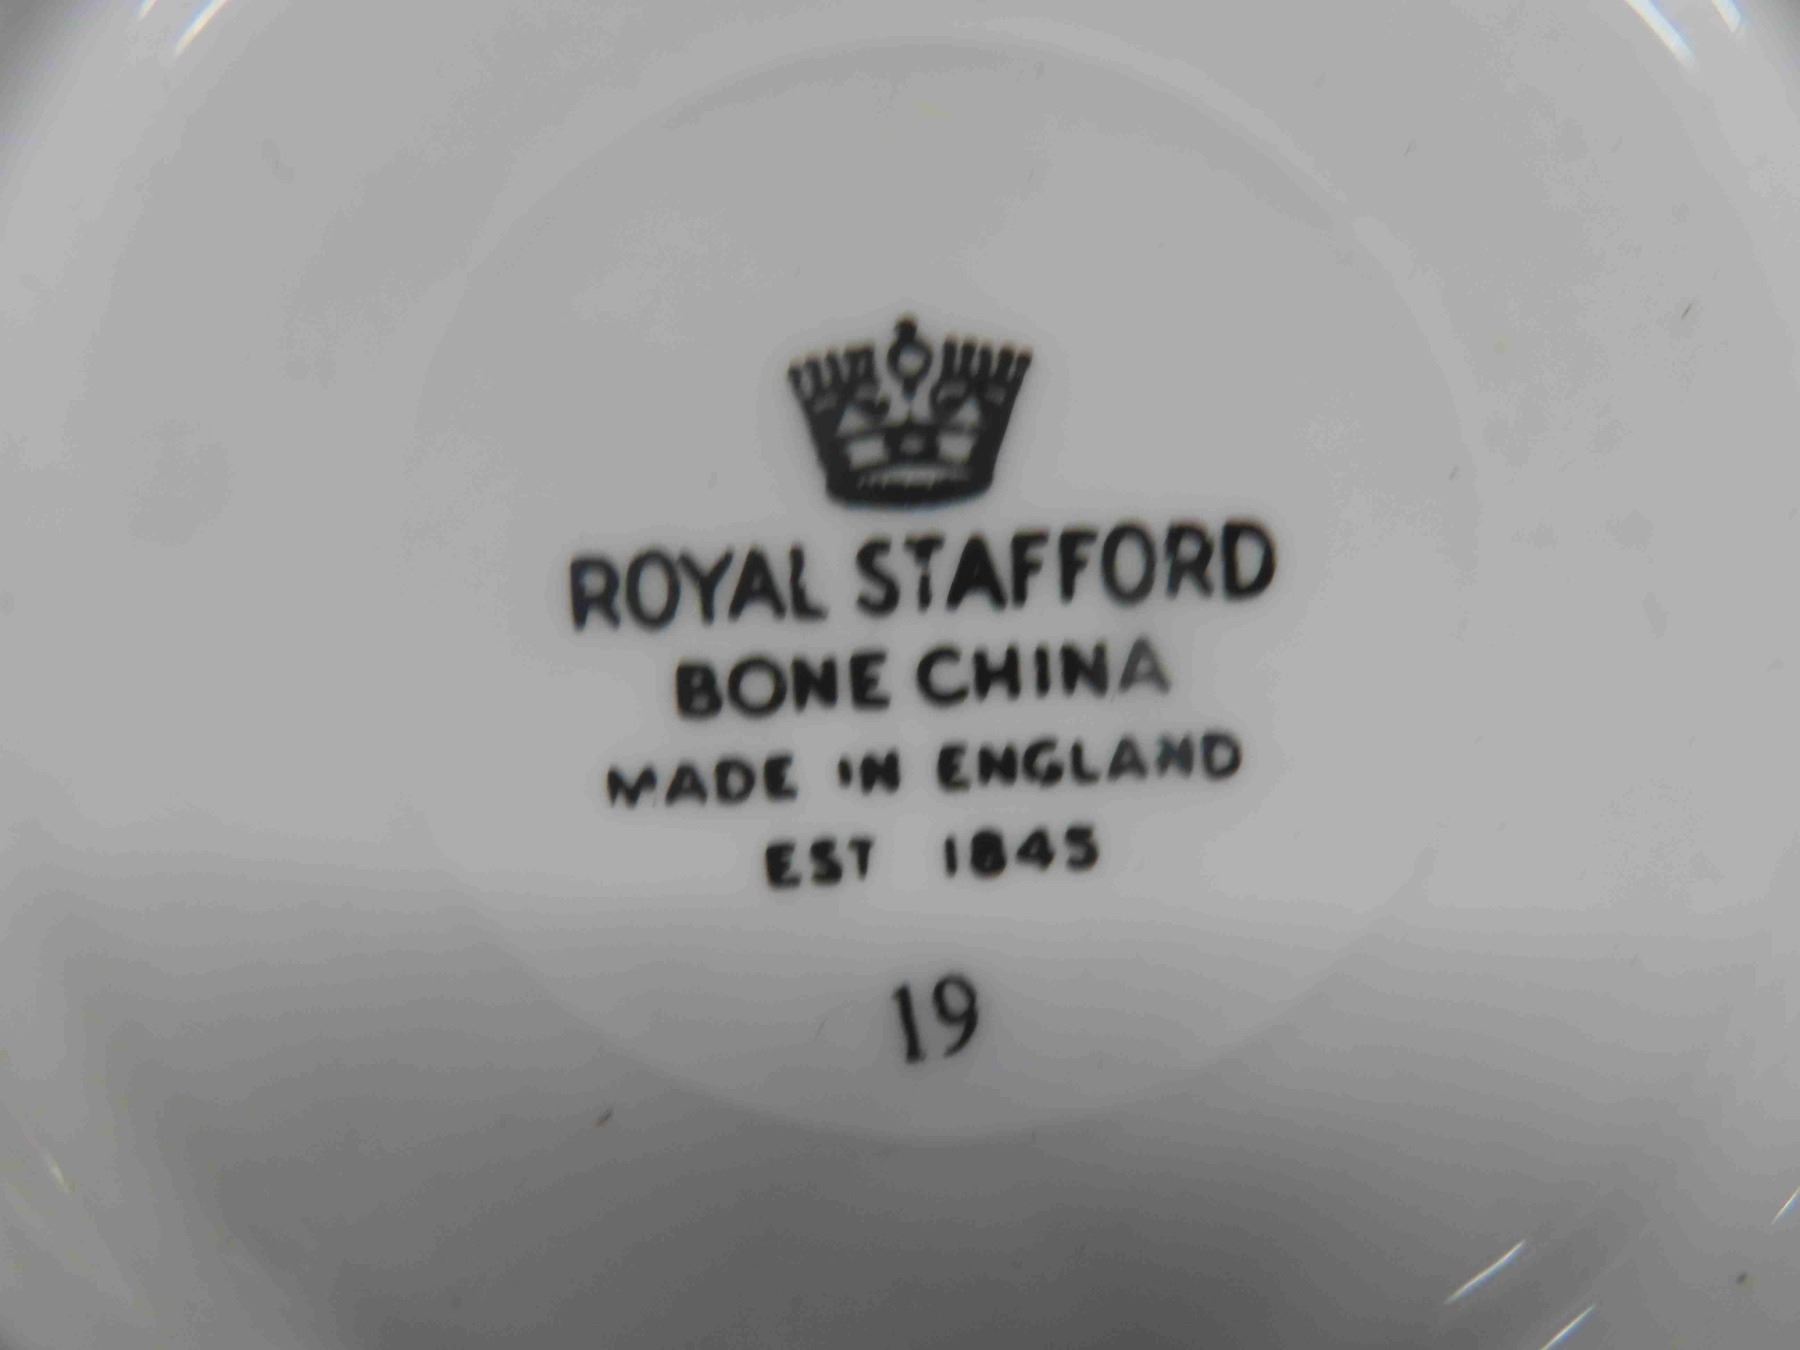 ROYAL STAFFORD
BONE CHINA
MADE IN ENGLAND
EST 1845
19